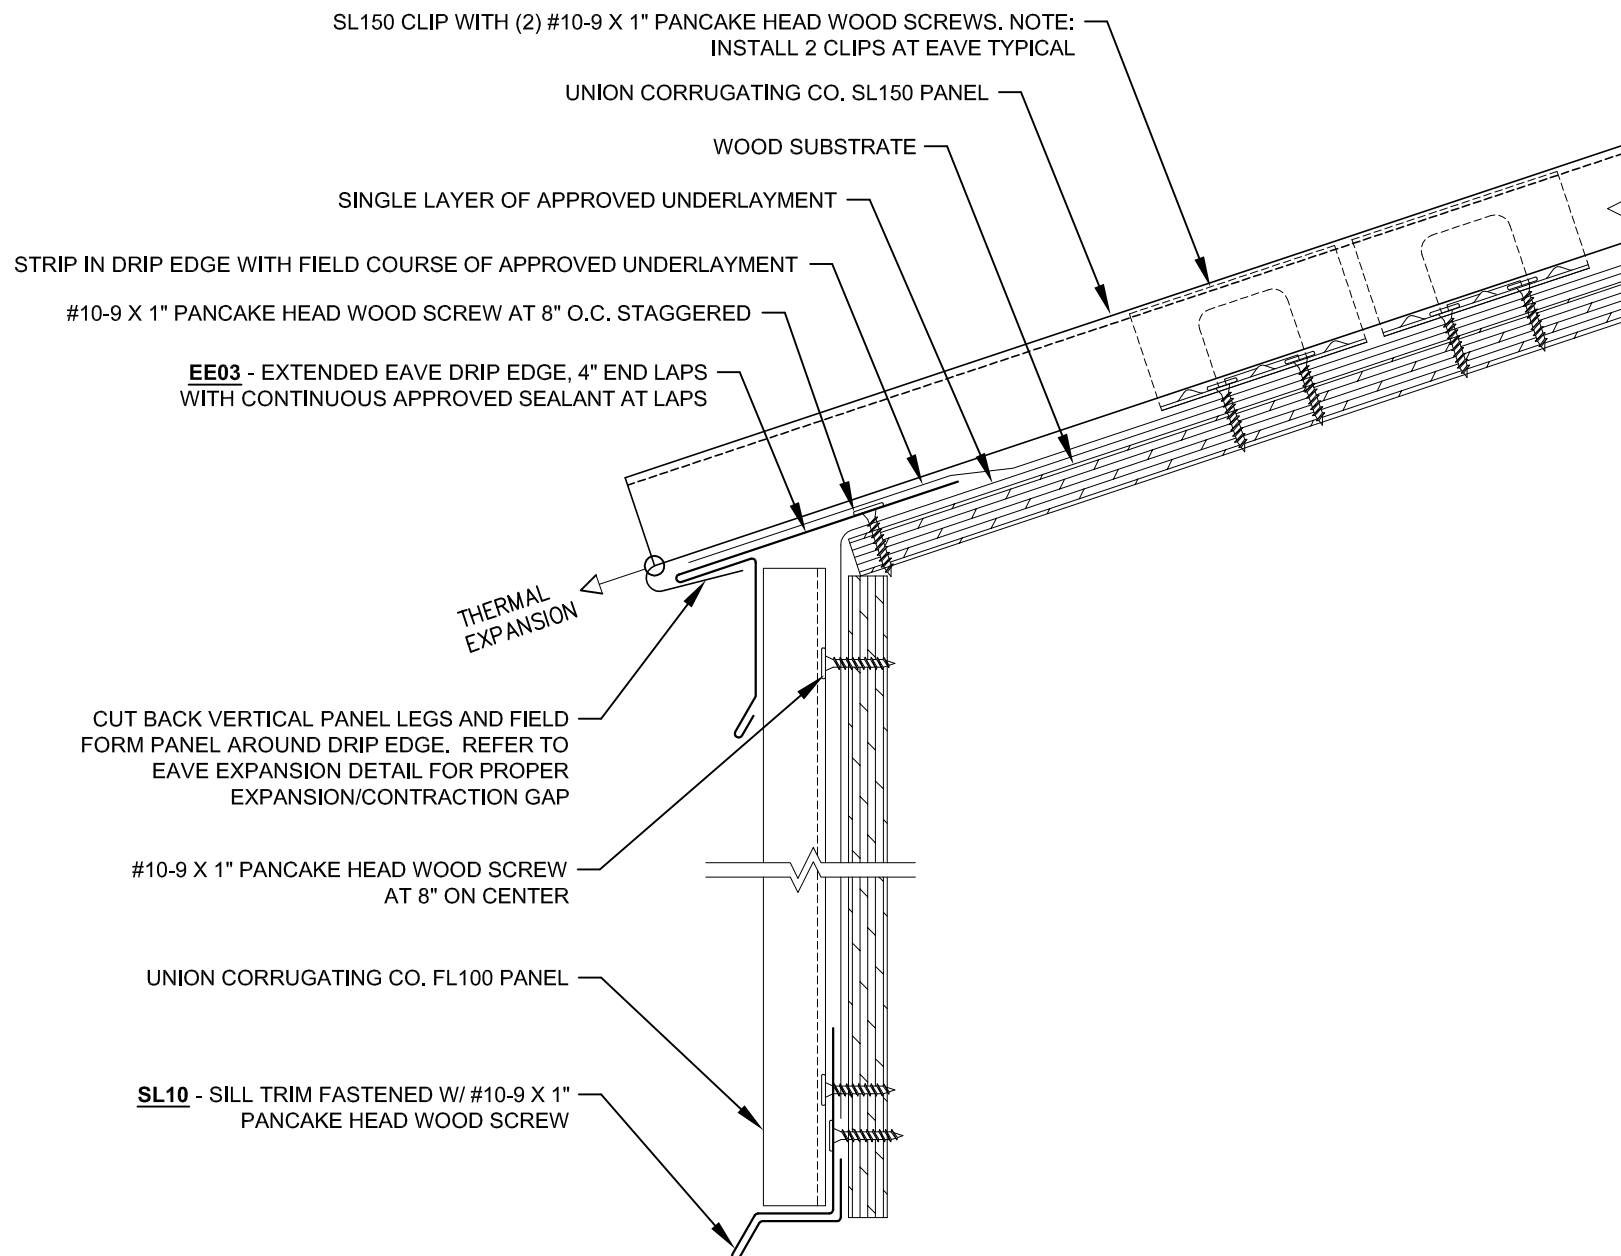 SL150 CLIP WITH (2) #10-9 X 1" PANCAKE HEAD WOOD SCREWS. NOTE:
INSTALL 2 CLIPS AT EAVE TYPICAL
UNION CORRUGATING CO. SL150 PANEL
WOOD SUBSTRATE
SINGLE LAYER OF APPROVED UNDERLAYMENT
STRIP IN DRIP EDGE WITH FIELD COURSE OF APPROVED UNDERLAYMENT
#10-9 X 1" PANCAKE HEAD WOOD SCREW AT 8" O.C. STAGGERED
EE03 - EXTENDED EAVE DRIP EDGE, 4" END LAPS
WITH CONTINUOUS APPROVED SEALANT AT LAPS
THERMAL
EXPANSION
CUT BACK VERTICAL PANEL LEGS AND FIELD
FORM PANEL AROUND DRIP EDGE. REFER TO
EAVE EXPANSION DETAIL FOR PROPER
EXPANSION/CONTRACTION GAP
#10-9 X 1" PANCAKE HEAD WOOD SCREW
AT 8" ON CENTER
UNION CORRUGATING CO. FL100 PANEL
SL10 - SILL TRIM FASTENED W/ #10-9 X 1"
PANCAKE HEAD WOOD SCREW